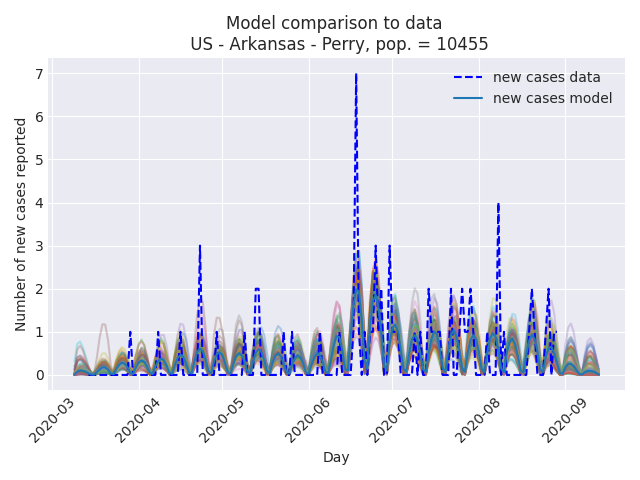 Model comparison to data
US - Arkansas - Perry, pop. = 10455
new cases data
new cases model
Number of new cases reported
7
6
5
4
3
2
1
0
2020-03
2020-04
2020-05
2020-06
2020-07
2020-08
2020-09
Day